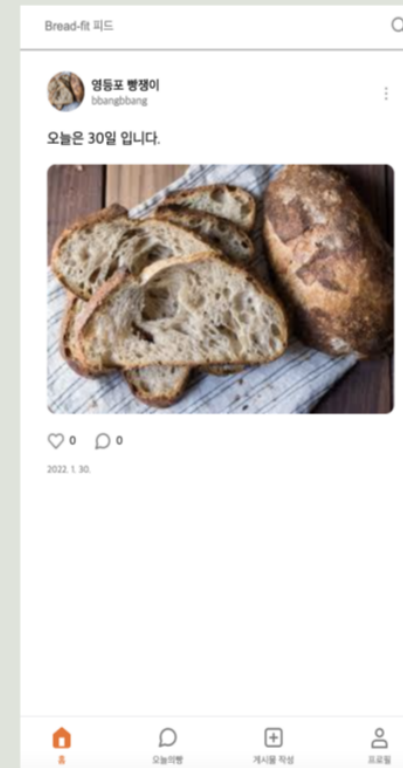 Bread-fit 피드
영등포 빵쟁이
bbangbbang
오늘은 30일 입니다.
0 0
2022. 1. 30.
홈 오늘의빵 게시물 작성 프로필